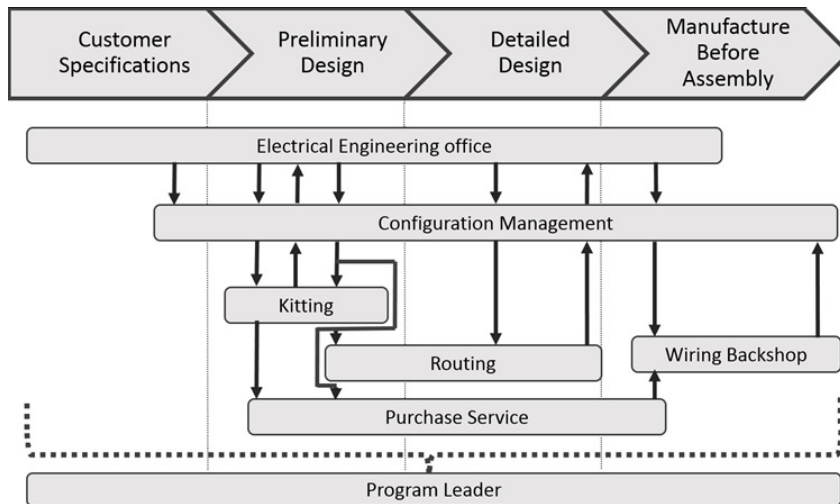 Customer
Specifications
Preliminary
Design
Detailed
Design
Manufacture
Before
Assembly
Electrical Engineering office
Configuration Management
Kitting
Routing
Wiring Backshop
Purchase Service
Program Leader